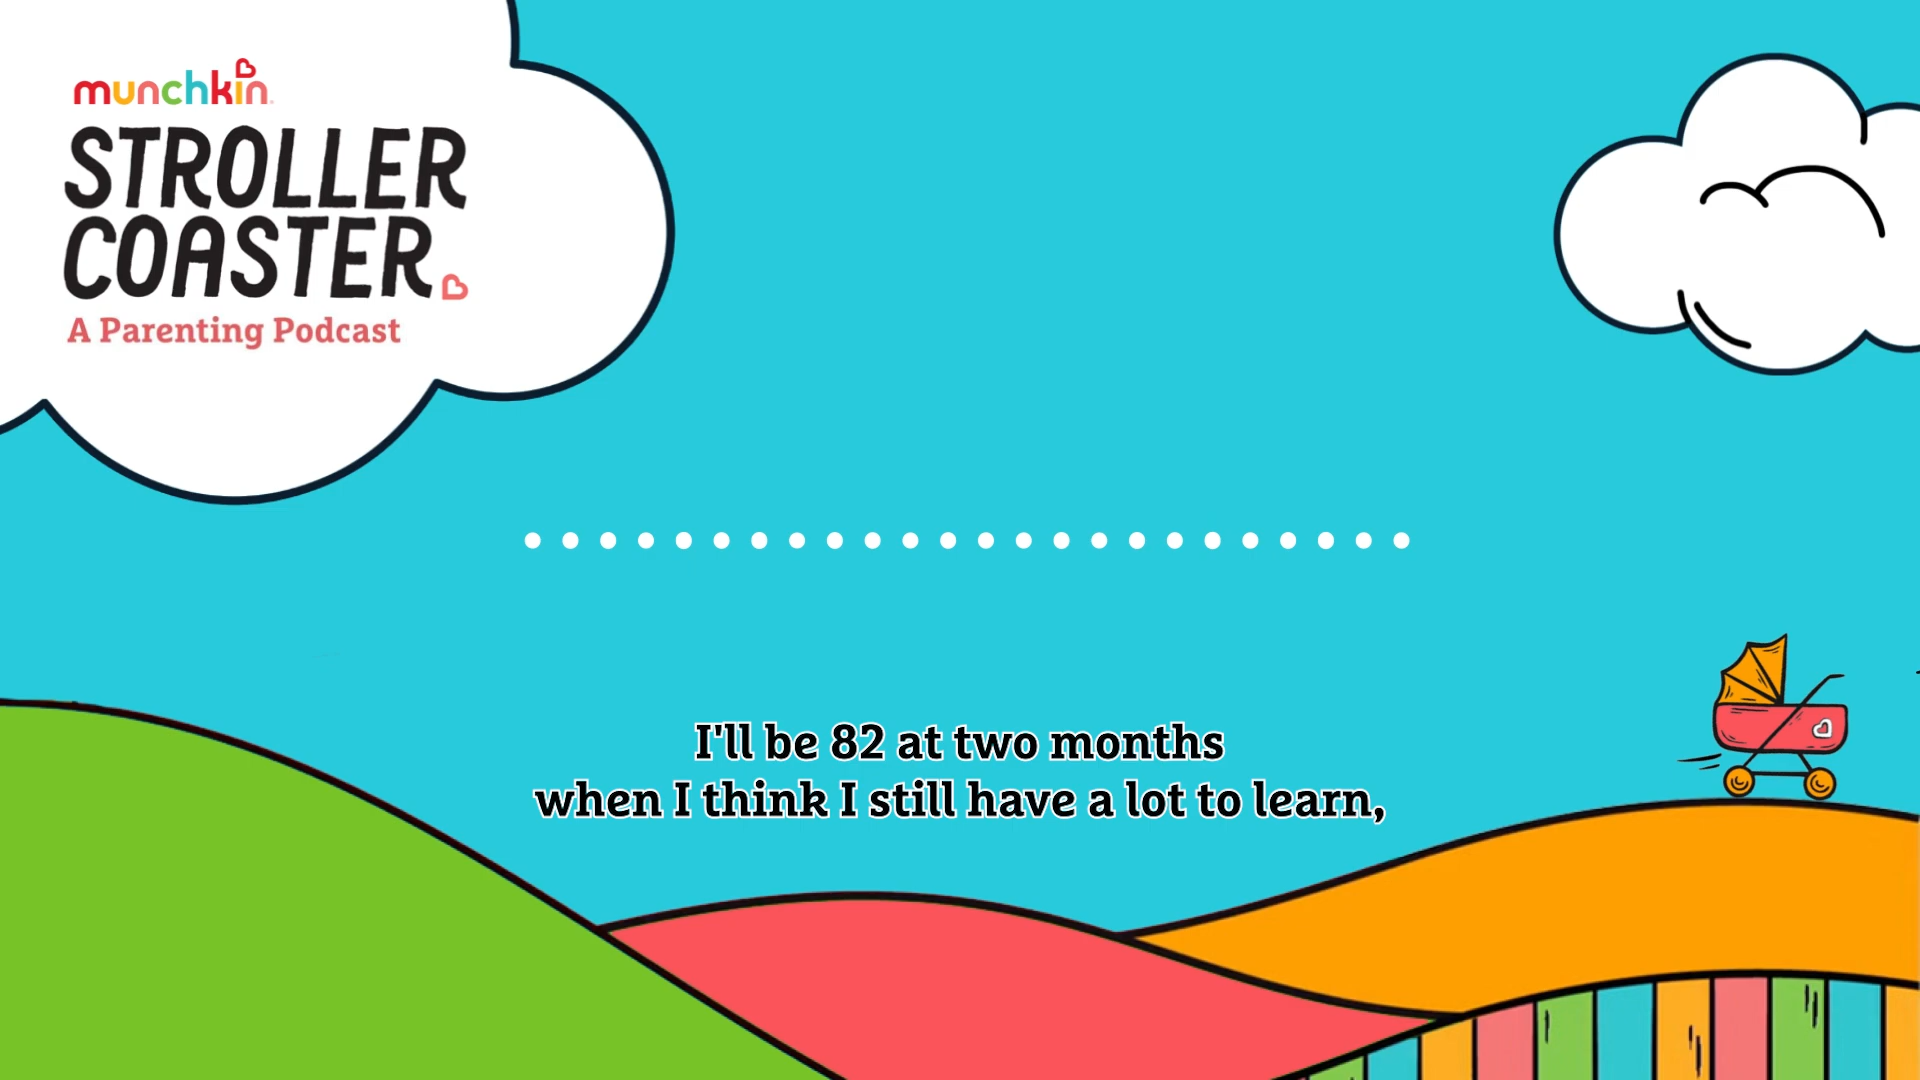 munchkin
STROLLER
COASTER
A Parenting Podcast
I'll be 82 at two months
when I think I still have a lot to learn,